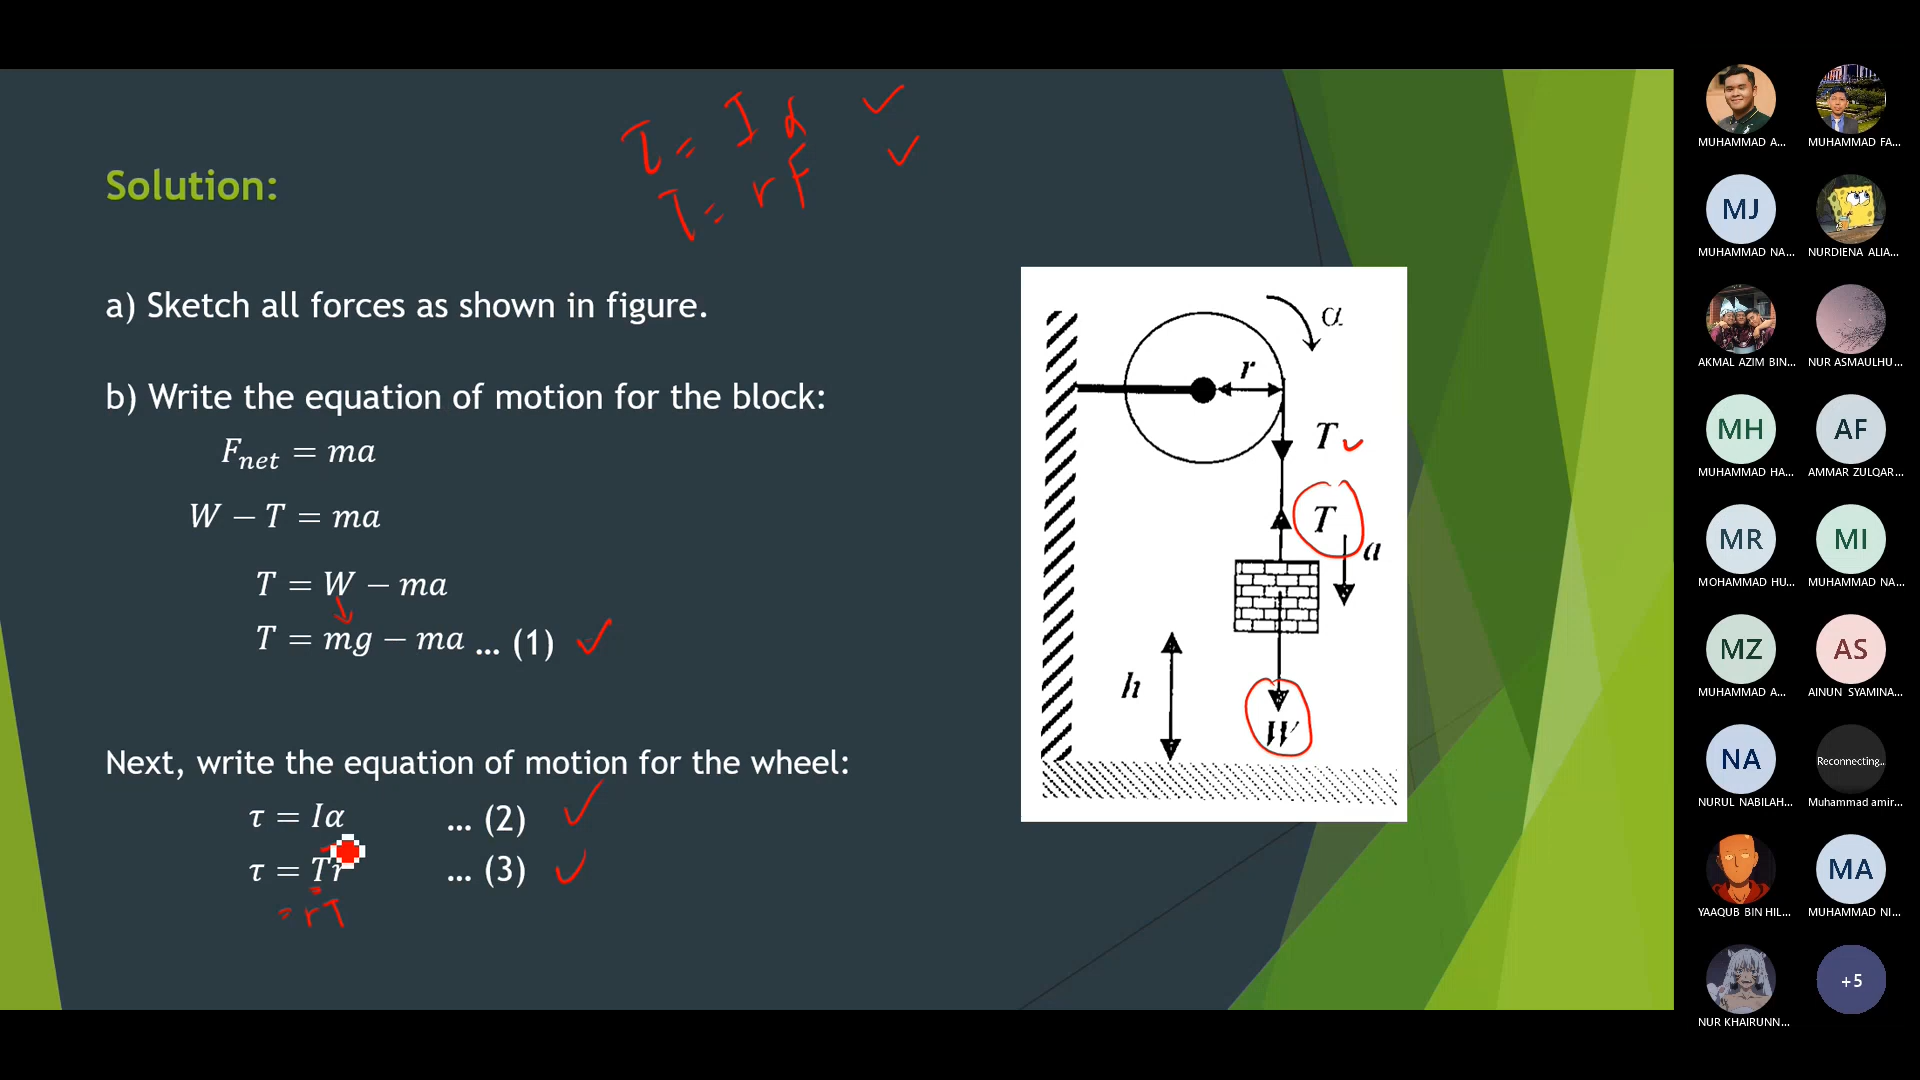 τ = I α
τ = r F
Solution:
a) Sketch all forces as shown in figure.
b) Write the equation of motion for the block:
F_net = ma
W − T = ma
T = W − ma
T = mg − ma ... (1)
Next, write the equation of motion for the wheel:
τ = Iα ... (2)
τ = Tr ... (3)
= rT
α
r
T
T
a
h
W
MUHAMMAD A...
MUHAMMAD FA...
MJ
MUHAMMAD NA...
NURDIENA ALIA...
AKMAL AZIM BIN...
NUR ASMAULHU...
MH
MUHAMMAD HA...
AF
AMMAR ZULQAR...
MR
MOHAMMAD HU...
MI
MUHAMMAD NA...
MZ
MUHAMMAD A...
AS
AINUN SYAMINA...
NA
NURUL NABILAH...
Reconnecting...
Muhammad amir...
YAAQUB BIN HIL...
MA
MUHAMMAD NI...
NUR KHAIRUNN...
+5